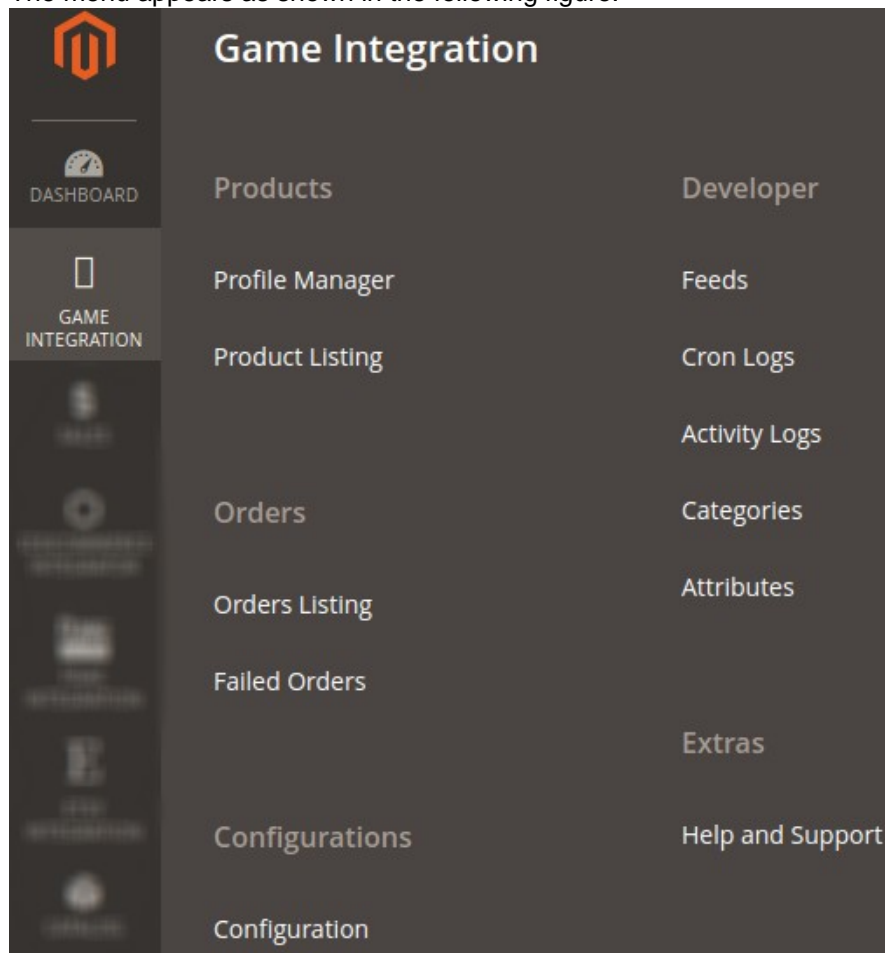 The menu appears as shown in the following figure.
Game Integration
DASHBOARD
GAME
INTEGRATION
Products
Profile Manager
Product Listing
Orders
Orders Listing
Failed Orders
Configurations
Configuration
Developer
Feeds
Cron Logs
Activity Logs
Categories
Attributes
Extras
Help and Support